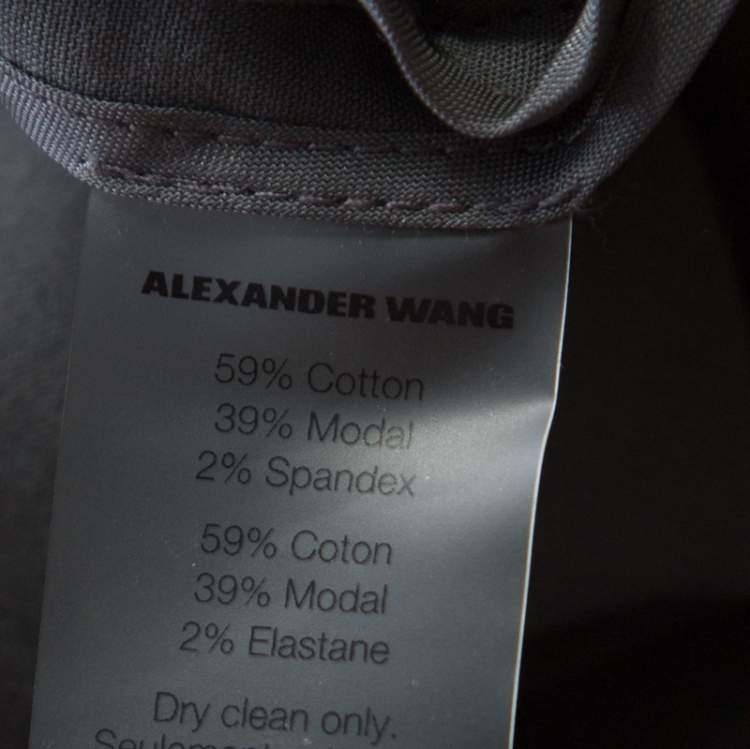 ALEXANDER WANG
59% Cotton
39% Modal
2% Spandex
59% Coton
39% Modal
2% Elastane
Dry clean only.